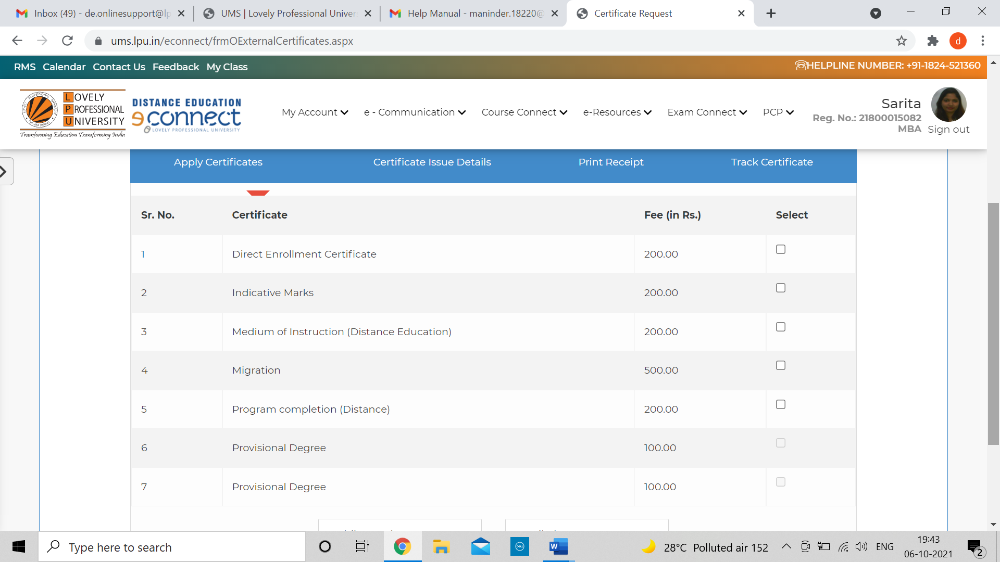 Inbox (49) - de.onlinesupport@lp
UMS | Lovely Professional Univer
Help Manual - maninder.18220@
Certificate Request
ums.lpu.in/econnect/frmOExternalCertificates.aspx
d
RMS Calendar Contact Us Feedback My Class
HELPLINE NUMBER: +91-1824-521360
LOVELY
PROFESSIONAL
UNIVERSITY
Transforming Education Transforming India
DISTANCE EDUCATION
econnect
LOVELY PROFESSIONAL UNIVERSITY
My Account e - Communication Course Connect e-Resources Exam Connect PCP
Sarita
Reg. No.: 21800015082
MBA
Sign out
Apply Certificates Certificate Issue Details Print Receipt Track Certificate
Sr. No. Certificate Fee (in Rs.) Select
1 Direct Enrollment Certificate 200.00
2 Indicative Marks 200.00
3 Medium of Instruction (Distance Education) 200.00
4 Migration 500.00
5 Program completion (Distance) 200.00
6 Provisional Degree 100.00
7 Provisional Degree 100.00
Type here to search
DELL
W
28°C Polluted air 152
ENG
19:43
06-10-2021
2